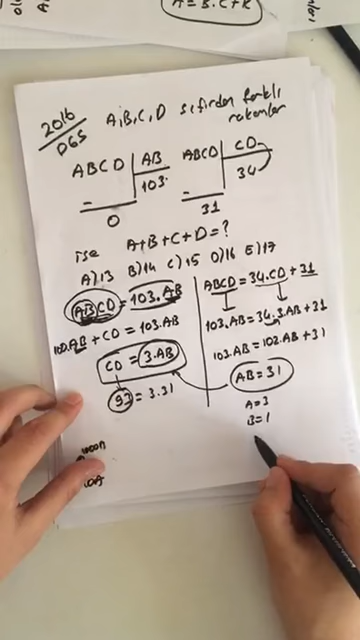 A = B.C+K
2016
DGS
A,B,C,D sıfırdan farklı
rakamlar
ABCD | AB
103
-
0
ABCD | CD
34
-
31
ise A+B+C+D=?
A)13 B)14 C)15 D)16 E)17
ABCD = 103.AB
100.AB + CD = 103.AB
CD = 3.AB
93 = 3.31
ABCD = 34.CD + 31
103.AB = 34.3.AB + 31
103.AB = 102.AB + 31
AB = 31
A=3
B=1